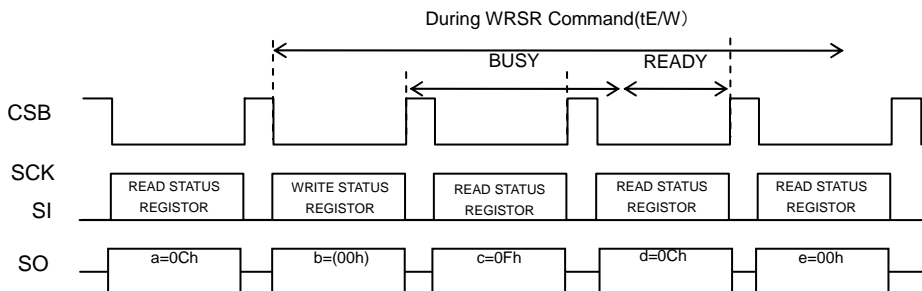 During WRSR Command(tE/W)
BUSY
READY
CSB
SCK
SI
READ STATUS
REGISTOR
WRITE STATUS
REGISTOR
READ STATUS
REGISTOR
READ STATUS
REGISTOR
READ STATUS
REGISTOR
SO
a=0Ch
b=(00h)
c=0Fh
d=0Ch
e=00h